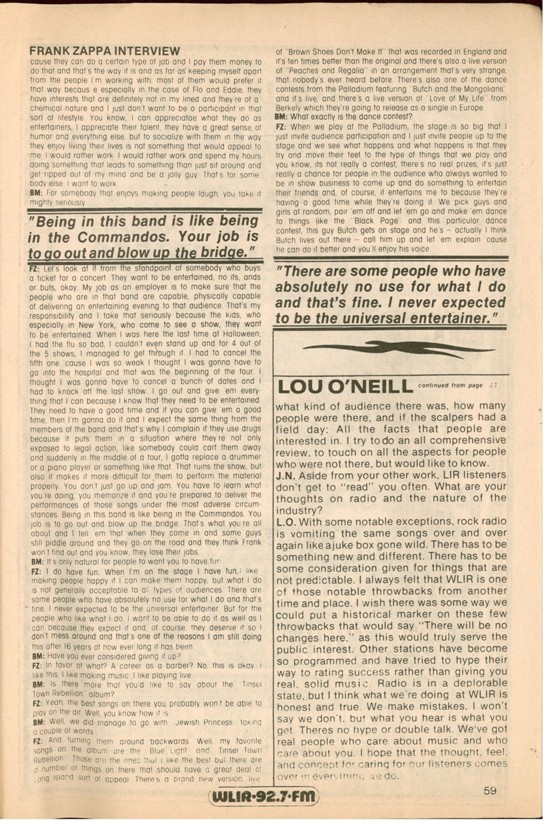 FRANK ZAPPA INTERVIEW
cause they can do a certain type of job and I pay them money to
do that and that's the way it is and as far as keeping myself apart
from the people I'm working with, most of them would prefer it
that way becaus e especially in the case of Flo and Eddie, they
have interests that are definitely not in my lined and they're of a
chemical nature and I just don't want to be a participant in that
sort of lifestyle. You know, I can appreciatae what they do as
entertainers, I appreciate their talent, they have a great sense of
humor and everything else, but to socialize with them in the way
they enjoy living their lives is not something that would appeal to
me, I would rather work. I would rather work and spend my hours
doing something that leads to something than just sit around and
get ripped out of my mind and be a jolly guy. That's for some
body else. I want to work.
BM: For somebody that enjoys making people laugh, you take it
mighty seriously.
"Being in this band is like being
in the Commandos. Your job is
to go out and blow up the bridge."
FZ: Let's look at it from the standpoint of somebody who buys
a ticket for a concert. They want to be entertained, no ifs, ands
or buts, okay. My job as an employer is to make sure that the
people who are in that band are capable, physically capable
of delivering an entertaining evening to that audience. That's my
responsibility and I take that seriously because the kids, who
especially in New York, who come to see a show, they want
to be entertained. When I was here the last time at Halloween,
I had the flu so bad, I couldn't even stand up and for 4 out of
the 5 shows, I managed to get through it. I had to cancel the
fifth one 'cause I was so weak I thought I was gonna have to
go into the hospital and that was the beginning of the tour. I
thought I was gonna have to cancel a bunch of dates and I
had to knock off the last show. I go out and give 'em every-
thing that I can because I know that they need to be entertained.
They need to have a good time and if you can give em a good
time, then I'm gonna do it and I expect the same thing from the
members of the band and that's why I complain if they use drugs
because it puts them in a situation where they're not only
exposed to legal action, like somebody could cart them away
and suddenly in the middle of a tour, I gotta replace a drummer
or a piano player or something like that. That ruins the show, but
also it makes it more difficult for them to perform the material
properly. You don't just go up and jam. You have to learn what
you're doing, you memorize it and you're prepared to deliver the
performances of those songs under the most adverse circum-
stances. Being in this band is like being in the Commandos. You
job is to go out and blow up the bridge. That's what you're all
about and I tell em that when they come in and some guys
still piddle around and they go on the road and they think Frank
won't find out and you know, they lose their jobs.
BM: It's only natural for people to want you to have fun.
FZ: I do have fun. When I'm on the stage I have fun, I like
making people happy if I can make them happy, but what I do
is not generally acceptable to all types of audiences. There are
some people who have absolutely no use for what I do and that's
fine. I never expected to be the universal entertainer. But for the
people who like what I do, I want to be able to do it as well as I
can because they expect it and, of course, they deserve it so I
don't mess around and that's one of the reasons I am still doing
this after 16 years of how ever long it has been.
BM: Have you ever considered giving it up?
FZ: In favor of what? A career as a barber? No, this is okay. I
like this. I like making music. I like playing live.
BM: Is there more that you'd like to say about the "Tinsel
Town Rebellion" album?
FZ: Yeah, the best songs on there you probably won't be able to
play on the air. Well, you know how it is.
BM: Well, we did manage to go with "Jewish Princess" taking
a couple of words
FZ: And turning them around backwards. Well, my favorite
songs on the album are the "Blue Light" and "Tinsel Town
Rebellion". Those are the ones that I like the best but there are
a number of things on there that should have a great deal of
Long Island sort of appeal. There's a brand new version, live
of "Brown Shoes Don't Make It" that was recorded in England and
it's ten times better than the original and there's also a live version
of "Peaches and Regalia" in an arrangement that's very strange,
that nobody's ever heard before. There's also one of the dance
contests from the Palladium featuring "Butch and the Mongolians"
and it's live, and there's a live version of "Love of My Life" from
Berkely which they're going to release as a single in Europe.
BM: What exactly is the dance contest?
FZ: When we play at the Palladium, the stage is so big that I
just invite audience participation and I just invite people up to the
stage and we see what happens and what happens is that they
try and move their feet to the type of things that we play and
you know, its not really a contest, there's no real prizes, it's just
really a chance for people in the audience who always wanted to
be in show business to come up and do something to entertain
their friends and, of course, it entertains me to because they're
having a good time while they're doing it. We pick guys and
girls at random, pair 'em off and let 'em go and make 'em dance
to things like the "Black Page" and this particular dance
contest, this guy Butch gets on stage and he's -- actually I think
Butch lives out there -- call him up and let 'em explain 'cause
he can do it better and you'll enjoy his voice.
"There are some people who have
absolutely no use for what I do
and that's fine. I never expected
to be the universal entertainer."
LOU O'NEILL continued from page
what kind of audience there was, how many
people were there, and if the scalpers had a
field day: All the facts that people are
interested in. I try to do an all comprehensive
review, to touch on all the aspects for people
who were not there, but would like to know.
J.N. Aside from your other work, LIR listeners
don't get to "read" you often. What are your
thoughts on radio and the nature of the
industry?
L.O. With some notable exceptions, rock radio
is vomiting the same songs over and over
again like a juke box gone wild. There has to be
something new and different. There has to be
some consideration given for things that are
not predictable. I always felt that WLIR is one
of those notable throwbacks from another
time and place. I wish there was some way we
could put a historical marker on these few
throwbacks that would say "There will be no
changes here," as this would truly serve the
public interest. Other stations have become
so programmed and have tried to hype their
way to rating success rather than giving you
real, solid music. Radio is in a deplorable
state, but I think what we're doing at WLIR is
honest and true. We make mistakes, I won't
say we don't, but what you hear is what you
get. Theres no hype or double talk. We've got
real people who care about music and who
care about you. I hope that the thought, feel,
and concept for caring for our listeners comes
over in everything we do.
WLIR•92.7•FM
59